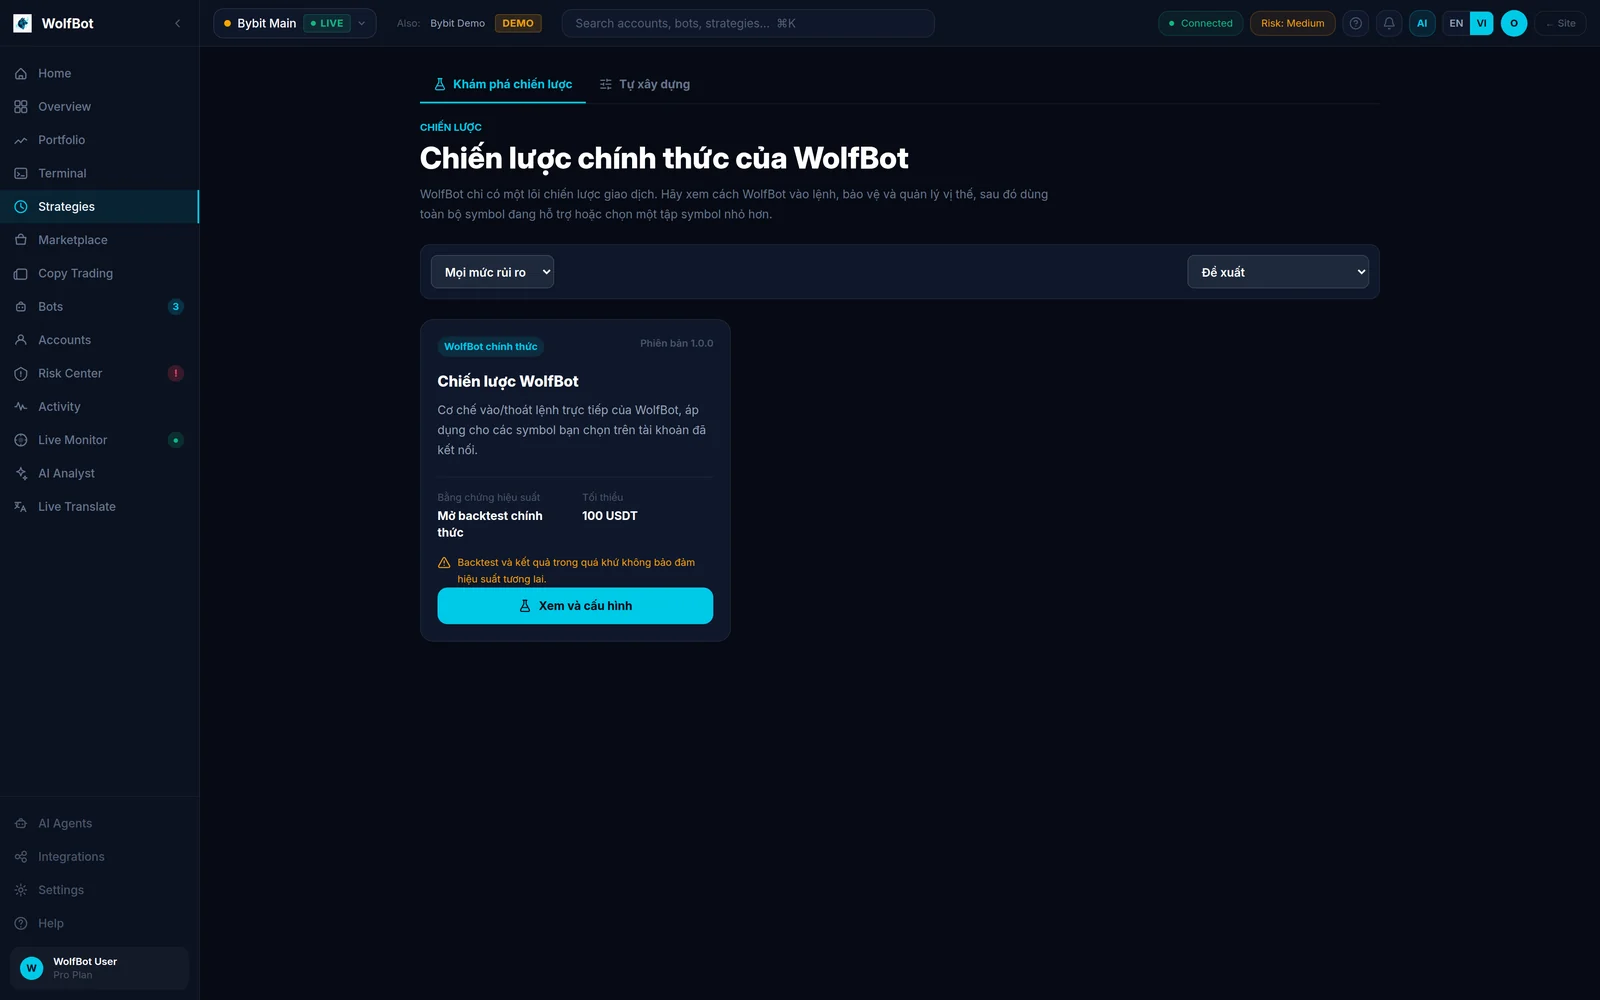 WolfBot
Bybit Main
LIVE
Also:
Bybit Demo
DEMO
Search accounts, bots, strategies... ⌘K
Connected
Risk: Medium
AI
EN
VI
O
← Site
Home
Overview
Portfolio
Terminal
Strategies
Marketplace
Copy Trading
Bots
3
Accounts
Risk Center
!
Activity
Live Monitor
AI Analyst
Live Translate
AI Agents
Integrations
Settings
Help
W
WolfBot User
Pro Plan
Khám phá chiến lược
Tự xây dựng
CHIẾN LƯỢC
Chiến lược chính thức của WolfBot
WolfBot chỉ có một lõi chiến lược giao dịch. Hãy xem cách WolfBot vào lệnh, bảo vệ và quản lý vị thế, sau đó dùng
toàn bộ symbol đang hỗ trợ hoặc chọn một tập symbol nhỏ hơn.
Mọi mức rủi ro
Đề xuất
WolfBot chính thức
Phiên bản 1.0.0
Chiến lược WolfBot
Cơ chế vào/thoát lệnh trực tiếp của WolfBot, áp
dụng cho các symbol bạn chọn trên tài khoản đã
kết nối.
Bằng chứng hiệu suất
Mở backtest chính
thức
Tối thiểu
100 USDT
Backtest và kết quả trong quá khứ không bảo đảm
hiệu suất tương lai.
Xem và cấu hình